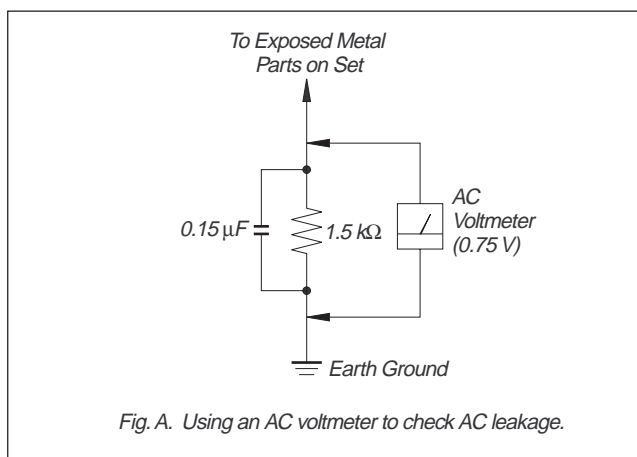 To Exposed Metal
Parts on Set
0.15 µF
1.5 kΩ
AC
Voltmeter
(0.75 V)
Earth Ground
Fig. A. Using an AC voltmeter to check AC leakage.